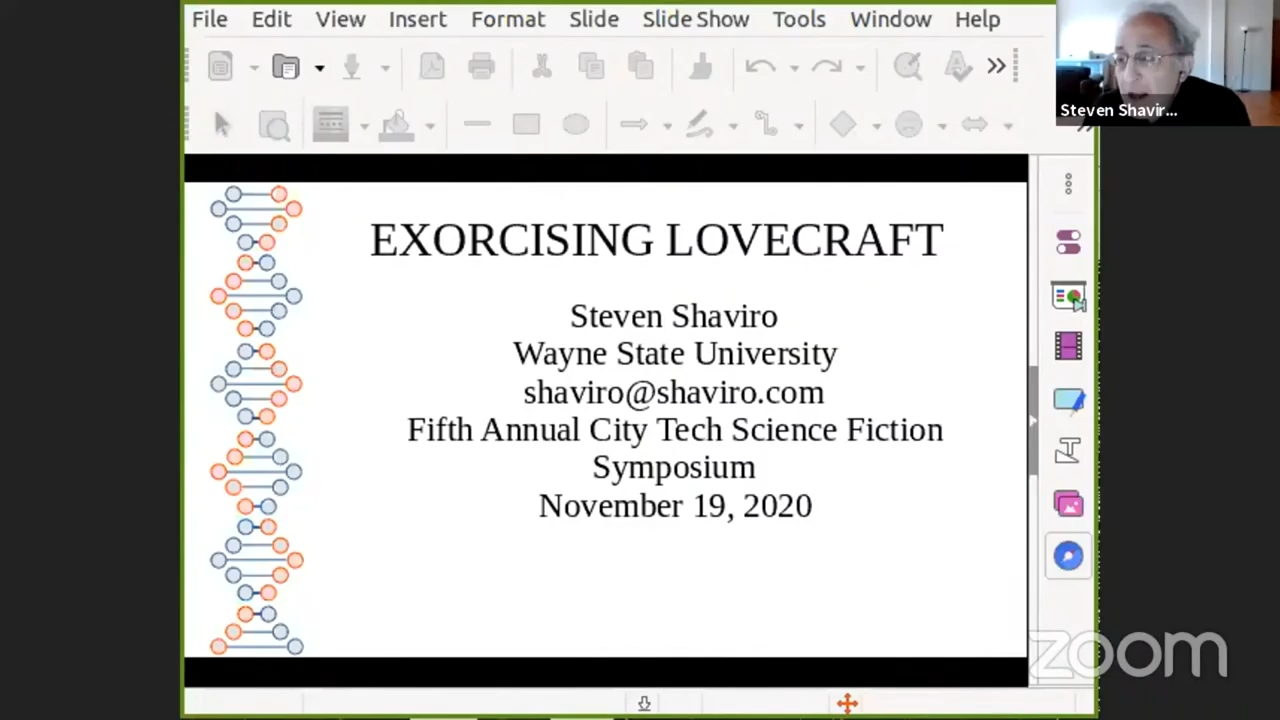 File Edit View Insert Format Slide Slide Show Tools Window Help
Steven Shavir...
EXORCISING LOVECRAFT
Steven Shaviro
Wayne State University
shaviro@shaviro.com
Fifth Annual City Tech Science Fiction
Symposium
November 19, 2020
zoom